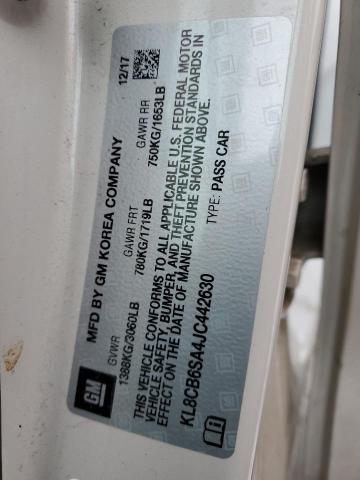 MFD BY GM KOREA COMPANY 12/17
GVWR GAWR FRT GAWR RR
1388KG/3060LB 780KG/1719LB 750KG/1653LB
THIS VEHICLE CONFORMS TO ALL APPLICABLE U.S. FEDERAL MOTOR
VEHICLE SAFETY, BUMPER, AND THEFT PREVENTION STANDARDS IN
EFFECT ON THE DATE OF MANUFACTURE SHOWN ABOVE.
KL8CB6SA4JC442630 TYPE: PASS CAR
GM